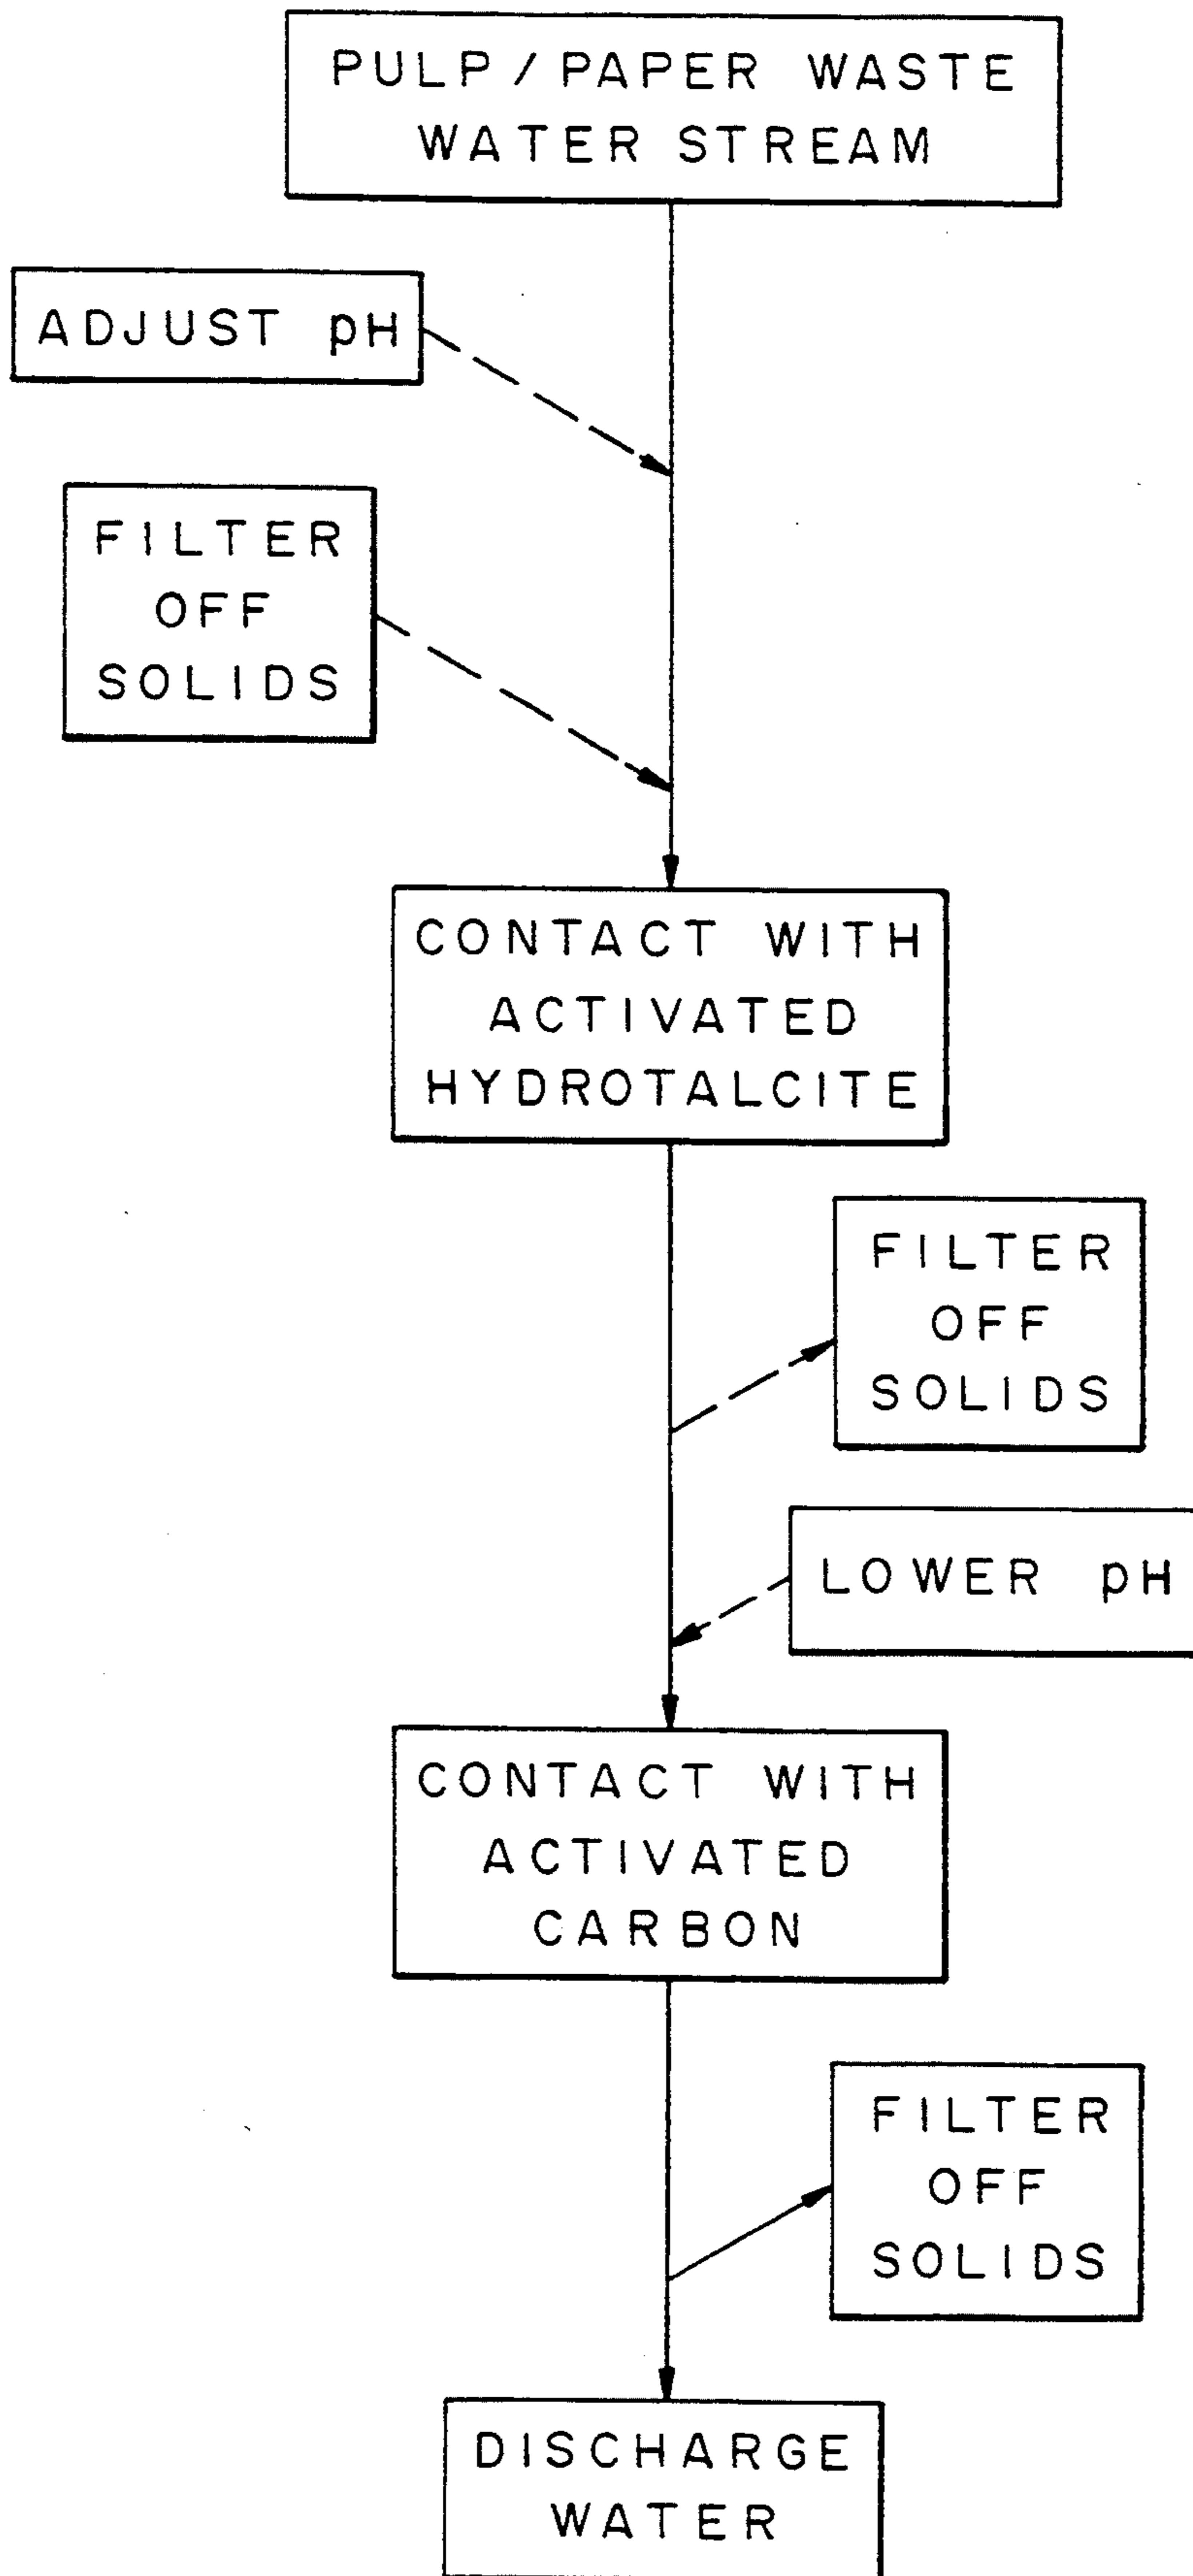 PULP / PAPER WASTE
WATER STREAM
ADJUST pH
FILTER
OFF
SOLIDS
CONTACT WITH
ACTIVATED
HYDROTALCITE
FILTER
OFF
SOLIDS
LOWER pH
CONTACT WITH
ACTIVATED
CARBON
FILTER
OFF
SOLIDS
DISCHARGE
WATER